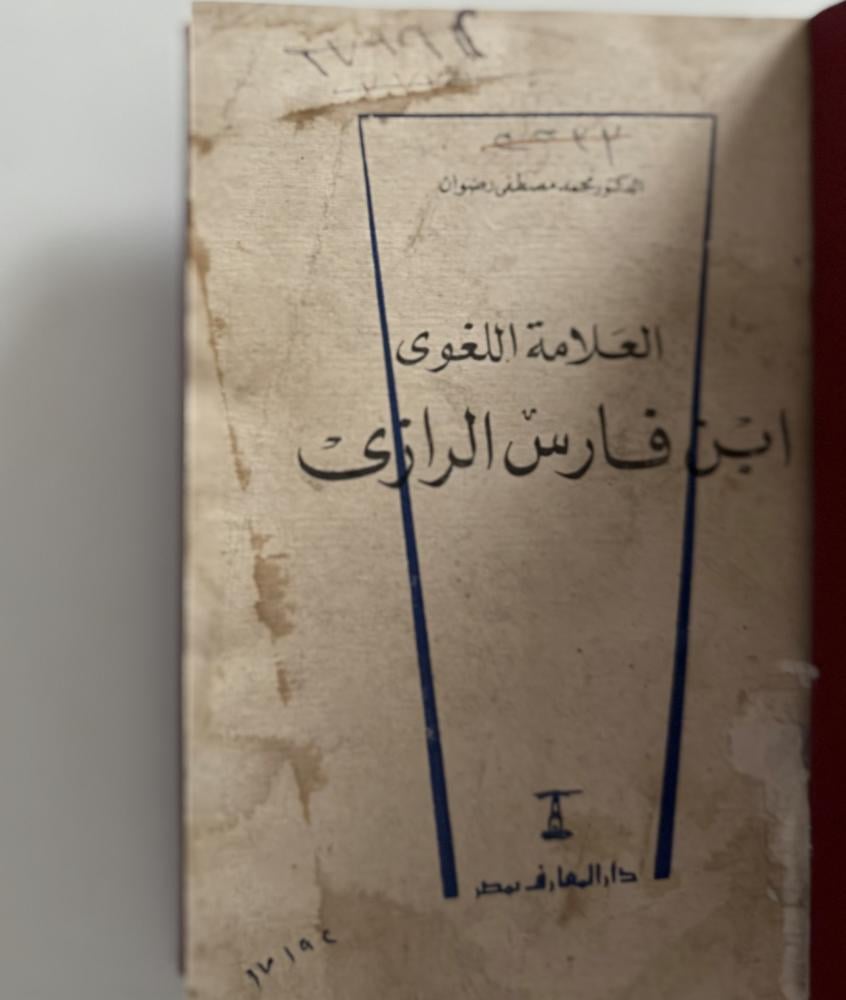 الدكتور محمد مصطفى رضوان
العلامة اللغوى
ابن فارس الرازى
دار المعارف بمصر